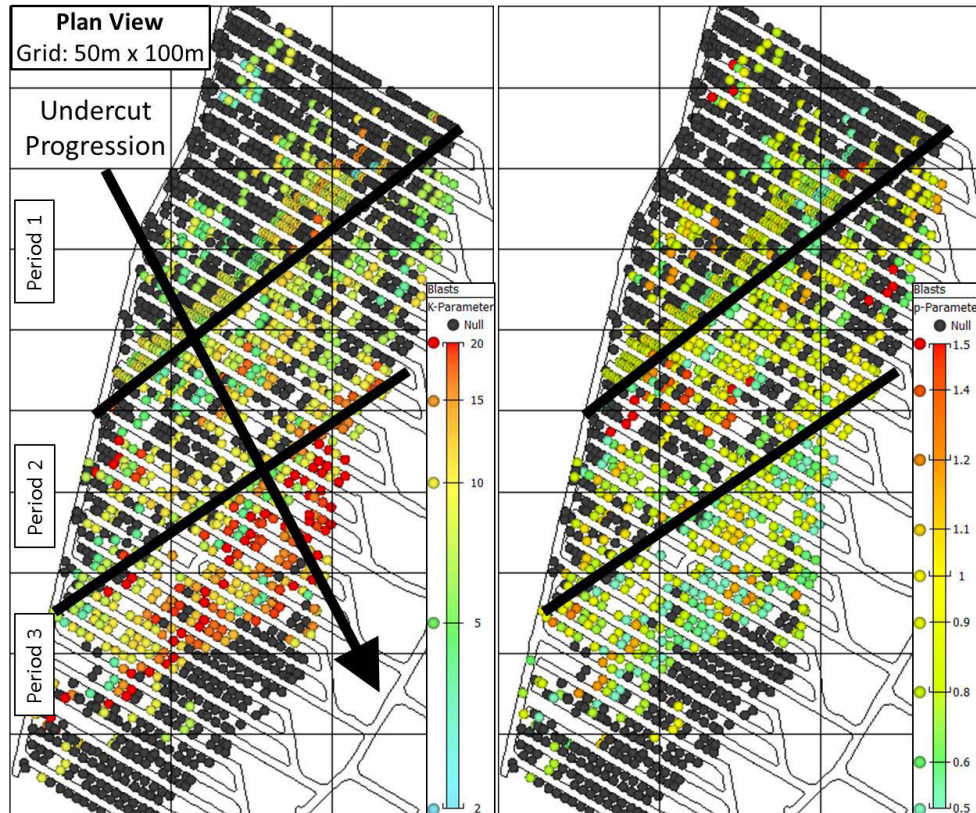 Plan View
Grid: 50m x 100m
Undercut
Progression
Period 1
Period 2
Period 3
Blasts
K-Parameter
Null
20
15
10
5
2
Blasts
p-Parameter
Null
1.5
1.4
1.2
1.1
1
0.9
0.8
0.6
0.5